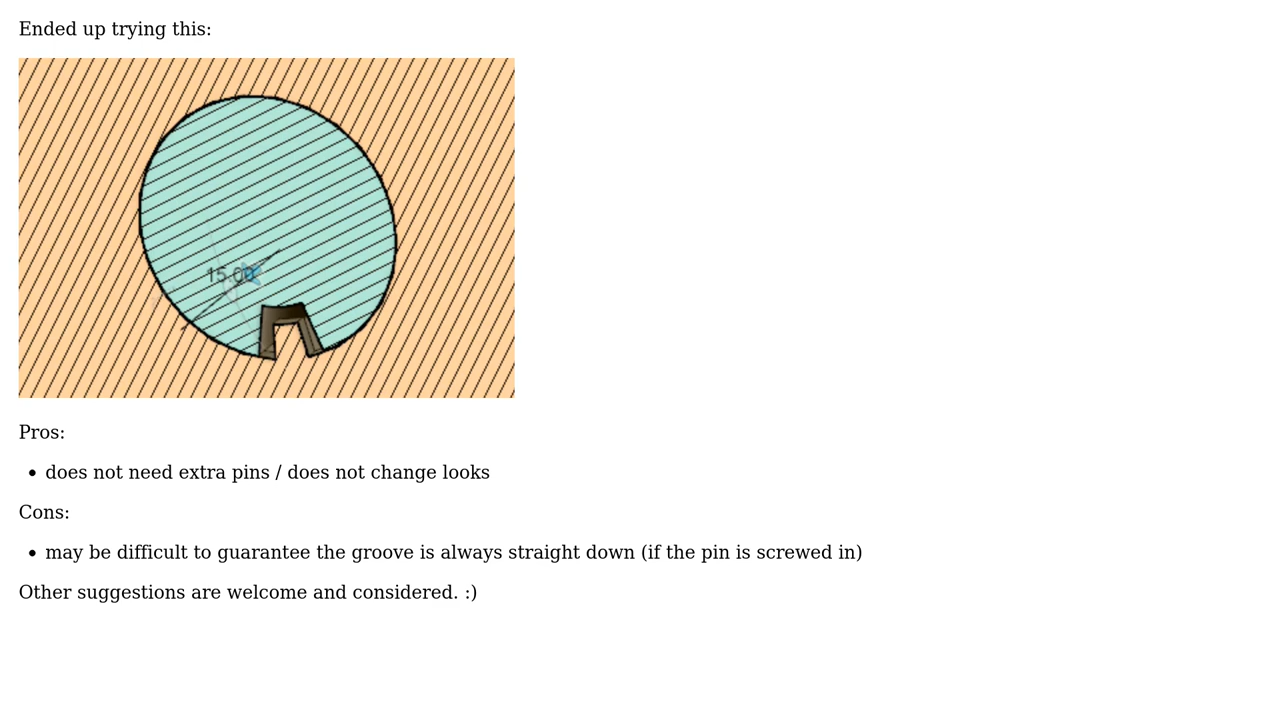 Ended up trying this:
15.00
Pros:
• does not need extra pins / does not change looks
Cons:
• may be difficult to guarantee the groove is always straight down (if the pin is screwed in)
Other suggestions are welcome and considered. :)